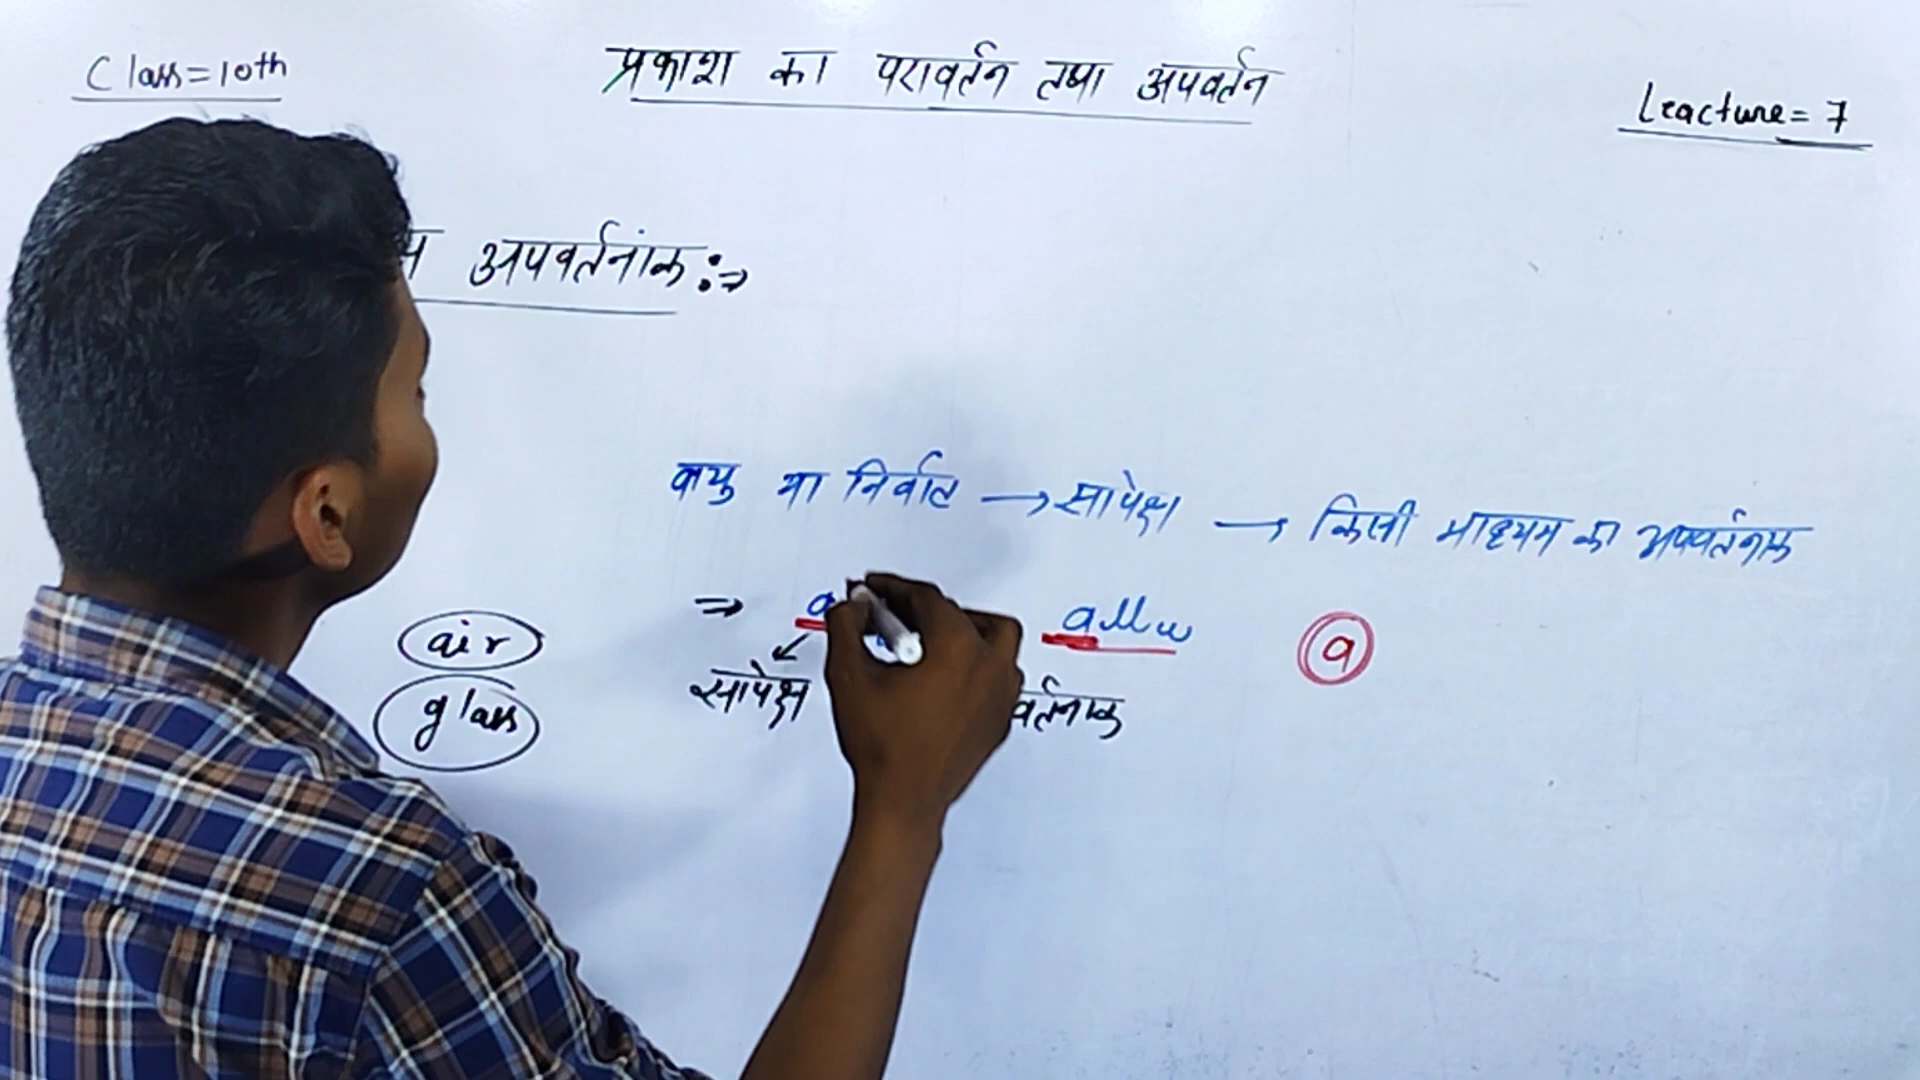 Class=10th
प्रकाश का परावर्तन तथा अपवर्तन
Leacture= 7
अपवर्तनांक:⇒
वायु या निर्वात → सापेक्ष → किसी माध्यम का अपवर्तनांक
⇒ a aμw a
air
glass
सापेक्ष